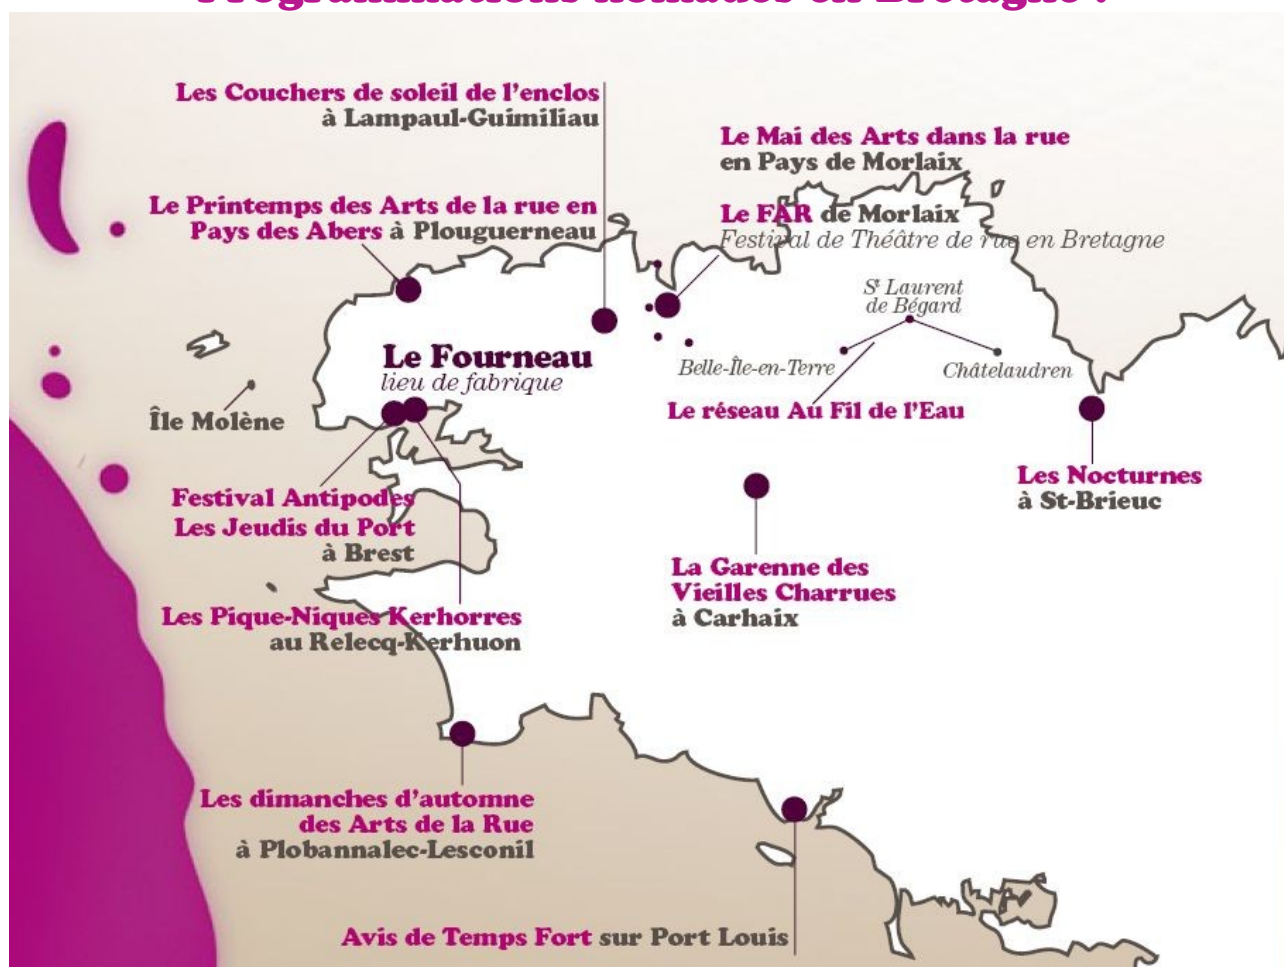 Programmations nomades en Bretagne :
Les Couchers de soleil de l’enclos
à Lampaul-Guimiliau
Le Mai des Arts dans la rue
en Pays de Morlaix
Le Printemps des Arts de la rue en
Pays des Abers à Plouguerneau
Le FAR de Morlaix
Festival de Théâtre de rue en Bretagne
St Laurent
de Bégard
Le Fourneau
lieu de fabrique
Belle-Île-en-Terre
Châtelaudren
Île Molène
Le réseau Au Fil de l’Eau
Les Nocturnes
à St-Brieuc
Festival Antipodes
Les Jeudis du Port
à Brest
La Garenne des
Vieilles Charrues
à Carhaix
Les Pique-Niques Kerhorres
au Relecq-Kerhuon
Les dimanches d’automne
des Arts de la Rue
à Plobannalec-Lesconil
Avis de Temps Fort sur Port Louis